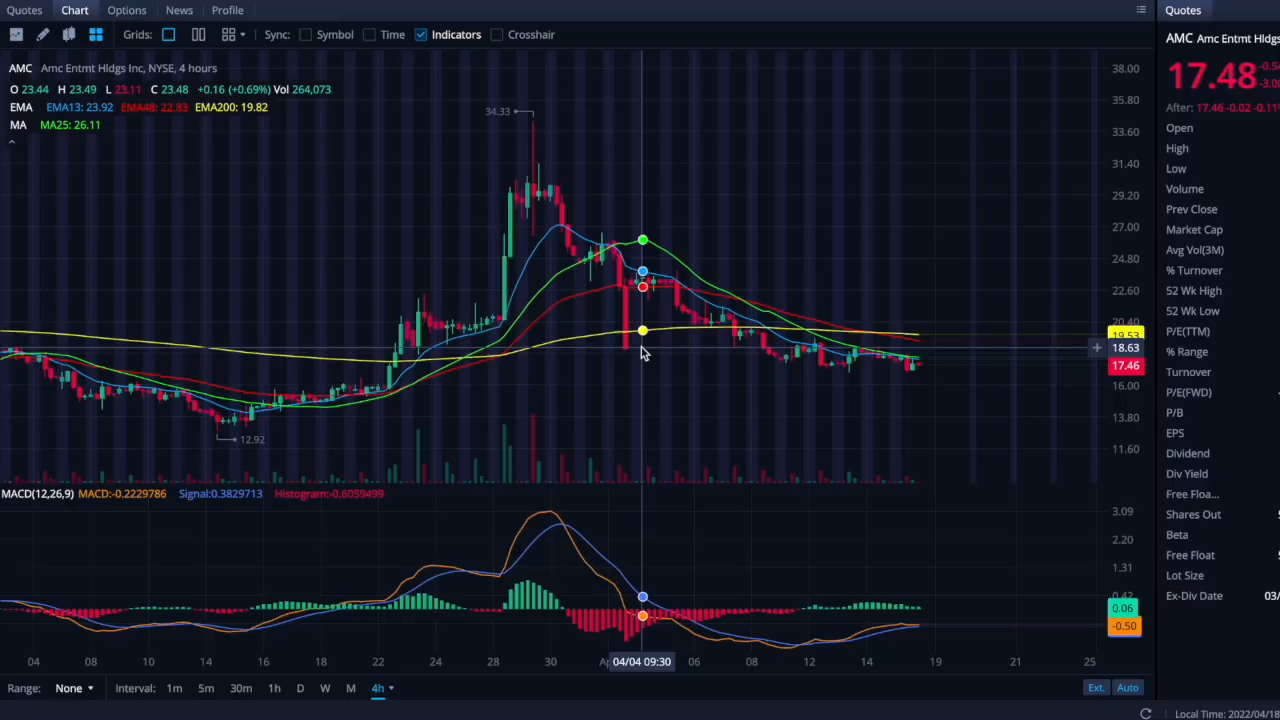 Quotes Chart Options News Profile
Quotes
Grids: Sync: Symbol Time Indicators Crosshair
AMC Amc Entmt Hldgs Inc, NYSE, 4 hours
O 23.44 H 23.49 L 23.11 C 23.48 +0.16 (+0.69%) Vol 264,073
EMA EMA13: 23.92 EMA48: 22.83 EMA200: 19.82
MA MA25: 26.11
34.33
12.92
38.00
35.80
33.60
31.40
29.20
27.00
24.80
22.60
20.40
19.53
18.63
17.46
16.00
13.80
11.60
MACD(12,26,9) MACD:-0.2229786 Signal:0.3829713 Histogram:-0.6059499
3.09
2.20
1.31
0.42
0.06
-0.50
04 08 10 14 16 18 22 24 28 30 04/04 09:30 06 08 12 14 19 21 25
Range: None Interval: 1m 5m 30m 1h D W M 4h Ext. Auto
AMC Amc Entmt Hldgs
17.48
After: 17.46 -0.02 -0.11%
Open
High
Low
Volume
Prev Close
Market Cap
Avg Vol(3M)
% Turnover
52 Wk High
52 Wk Low
P/E(TTM)
% Range
Turnover
P/E(FWD)
P/B
EPS
Dividend
Div Yield
Free Floa...
Shares Out
Beta
Free Float
Lot Size
Ex-Div Date 03/
Local Time: 2022/04/18